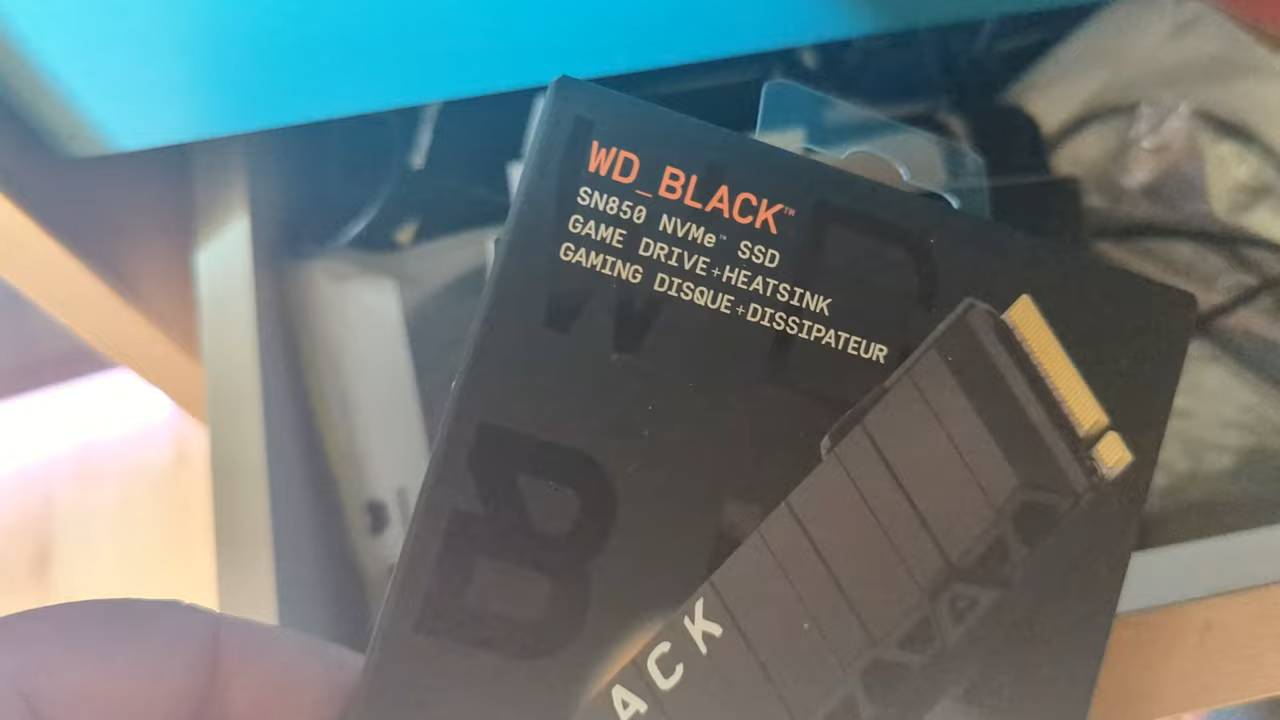 WD_BLACK™
SN850 NVMe™ SSD
GAME DRIVE+HEATSINK
GAMING DISQUE+DISSIPATEUR
ACK